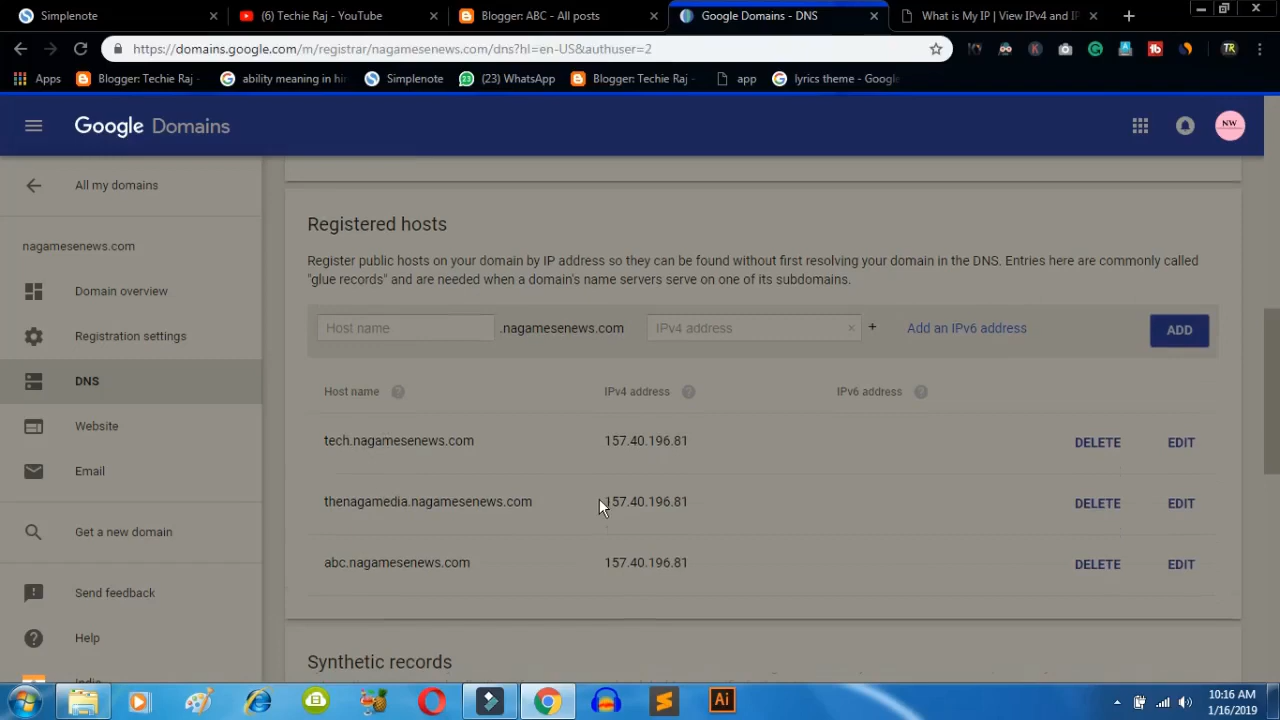 Simplenote
(6) Techie Raj - YouTube
Blogger: ABC - All posts
Google Domains - DNS
What is My IP | View IPv4 and IP
https://domains.google.com/m/registrar/nagamesenews.com/dns?hl=en-US&authuser=2
Apps
Blogger: Techie Raj
ability meaning in hin
Simplenote
(23) WhatsApp
Blogger: Techie Raj
app
lyrics theme - Google
Google Domains
NW
All my domains
nagamesenews.com
Domain overview
Registration settings
DNS
Website
Email
Get a new domain
Send feedback
Help
India
Registered hosts
Register public hosts on your domain by IP address so they can be found without first resolving your domain in the DNS. Entries here are commonly called
"glue records" and are needed when a domain's name servers serve on one of its subdomains.
Host name
.nagamesenews.com
IPv4 address
+
Add an IPv6 address
ADD
Host name
IPv4 address
IPv6 address
tech.nagamesenews.com
157.40.196.81
DELETE
EDIT
thenagamedia.nagamesenews.com
157.40.196.81
DELETE
EDIT
abc.nagamesenews.com
157.40.196.81
DELETE
EDIT
Synthetic records
Ai
10:16 AM
1/16/2019